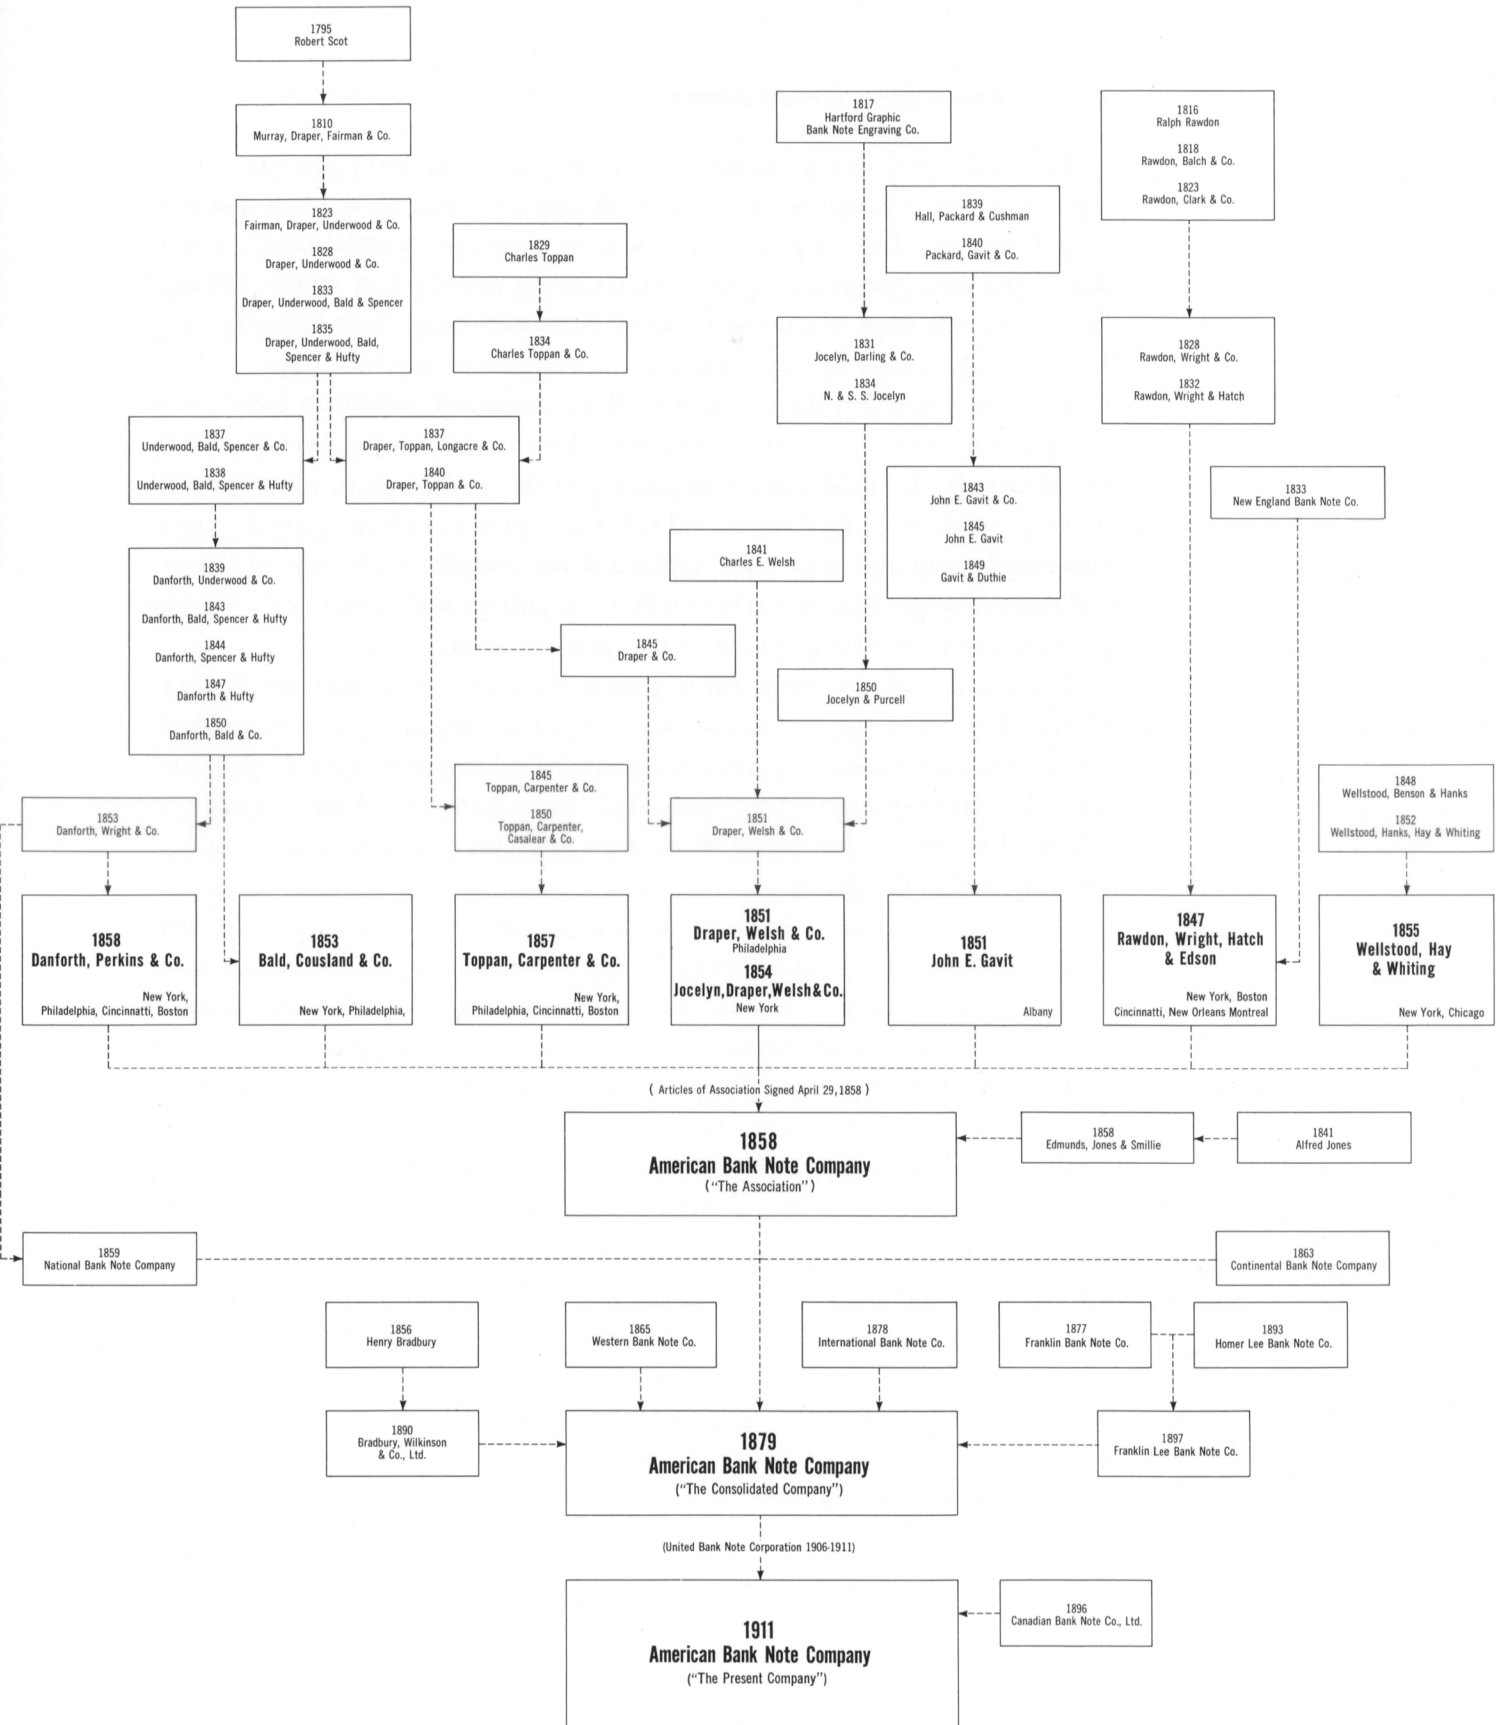 1795
Robert Scot
1810
Murray, Draper, Fairman & Co.
1823
Fairman, Draper, Underwood & Co.
1828
Draper, Underwood & Co.
1833
Draper, Underwood, Bald & Spencer
1835
Draper, Underwood, Bald,
Spencer & Hufty
1829
Charles Toppan
1834
Charles Toppan & Co.
1817
Hartford Graphic
Bank Note Engraving Co.
1839
Hall, Packard & Cushman
1840
Packard, Gavit & Co.
1816
Ralph Rawdon
1818
Rawdon, Balch & Co.
1823
Rawdon, Clark & Co.
1831
Jocelyn, Darling & Co.
1834
N. & S. S. Jocelyn
1828
Rawdon, Wright & Co.
1832
Rawdon, Wright & Hatch
1837
Underwood, Bald, Spencer & Co.
1838
Underwood, Bald, Spencer & Hufty
1837
Draper, Toppan, Longacre & Co.
1840
Draper, Toppan & Co.
1843
John E. Gavit & Co.
1845
John E. Gavit
1849
Gavit & Duthie
1833
New England Bank Note Co.
1839
Danforth, Underwood & Co.
1843
Danforth, Bald, Spencer & Hufty
1844
Danforth, Spencer & Hufty
1847
Danforth & Hufty
1850
Danforth, Bald & Co.
1841
Charles E. Welsh
1845
Draper & Co.
1850
Jocelyn & Purcell
1853
Danforth, Wright & Co.
1845
Toppan, Carpenter & Co.
1850
Toppan, Carpenter,
Casalear & Co.
1851
Draper, Welsh & Co.
1848
Wellstood, Benson & Hanks
1852
Wellstood, Hanks, Hay & Whiting
1858
Danforth, Perkins & Co.
New York,
Philadelphia, Cincinnatti, Boston
1853
Bald, Cousland & Co.
New York, Philadelphia,
1857
Toppan, Carpenter & Co.
New York,
Philadelphia, Cincinnatti, Boston
1851
Draper, Welsh & Co.
Philadelphia
1854
Jocelyn,Draper,Welsh&Co.
New York
1851
John E. Gavit
Albany
1847
Rawdon, Wright, Hatch
& Edson
New York, Boston
Cincinnatti, New Orleans Montreal
1855
Wellstood, Hay
& Whiting
New York, Chicago
( Articles of Association Signed April 29,1858 )
1858
American Bank Note Company
("The Association")
1858
Edmunds, Jones & Smillie
1841
Alfred Jones
1859
National Bank Note Company
1863
Continental Bank Note Company
1856
Henry Bradbury
1865
Western Bank Note Co.
1878
International Bank Note Co.
1877
Franklin Bank Note Co.
1893
Homer Lee Bank Note Co.
1890
Bradbury, Wilkinson
& Co., Ltd.
1879
American Bank Note Company
("The Consolidated Company")
1897
Franklin Lee Bank Note Co.
(United Bank Note Corporation 1906-1911)
1911
American Bank Note Company
("The Present Company")
1896
Canadian Bank Note Co., Ltd.